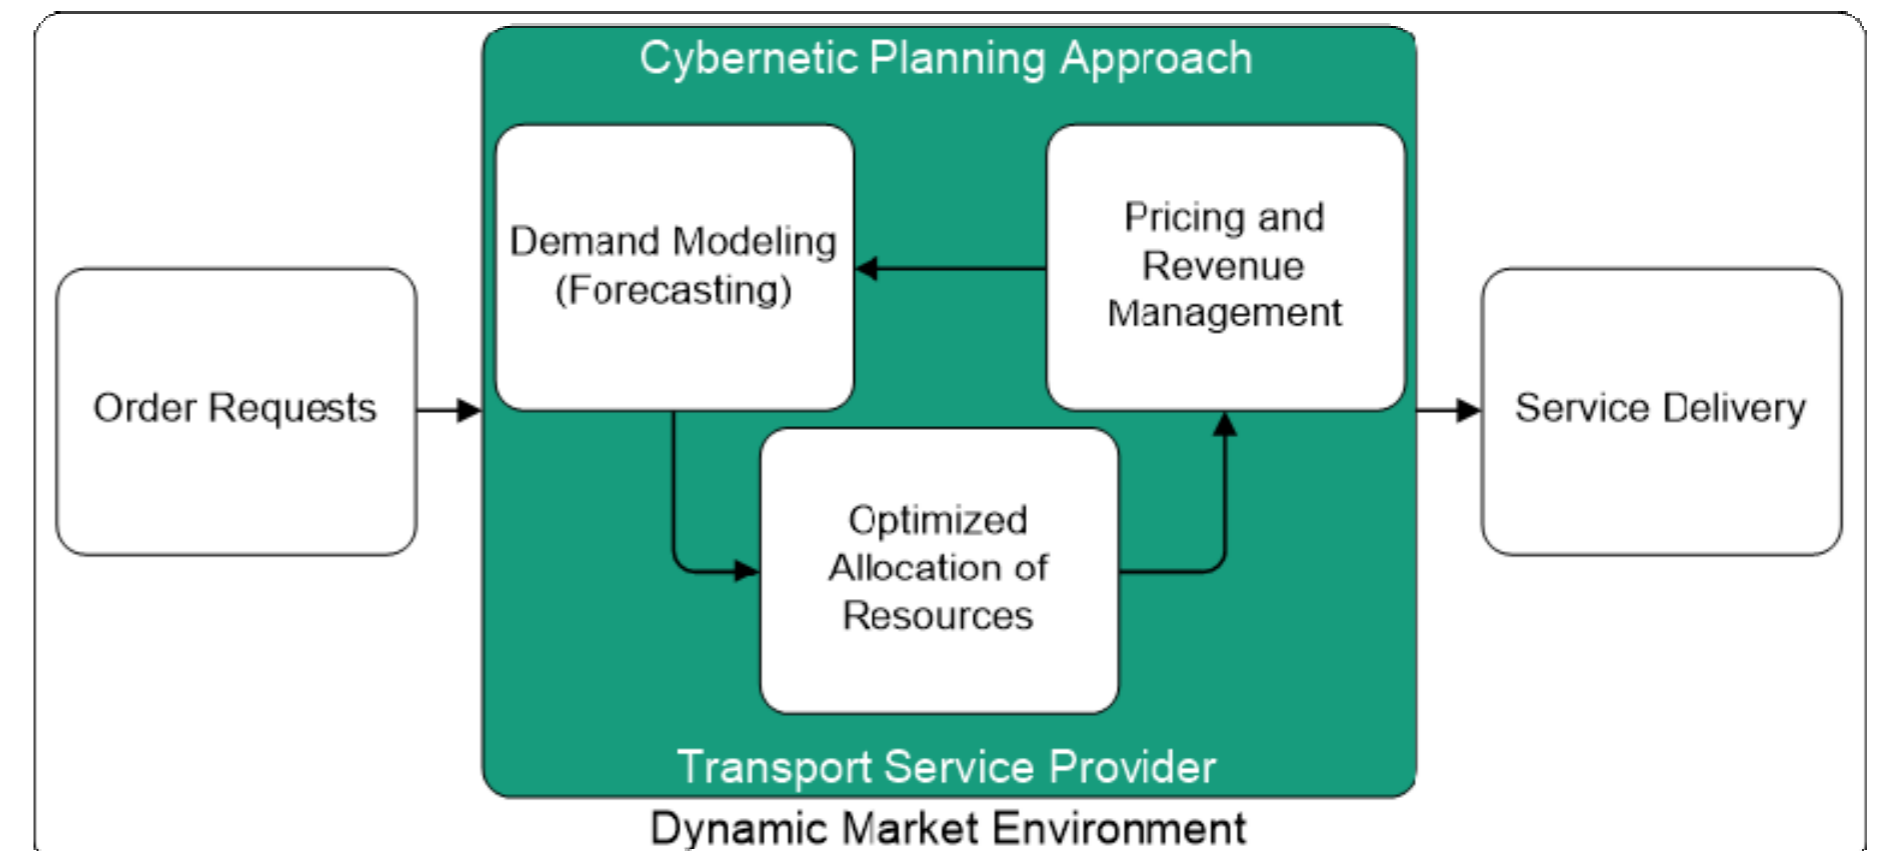 Cybernetic Planning Approach
Demand Modeling
(Forecasting)
Pricing and
Revenue
Management
Order Requests
Service Delivery
Optimized
Allocation of
Resources
Transport Service Provider
Dynamic Market Environment